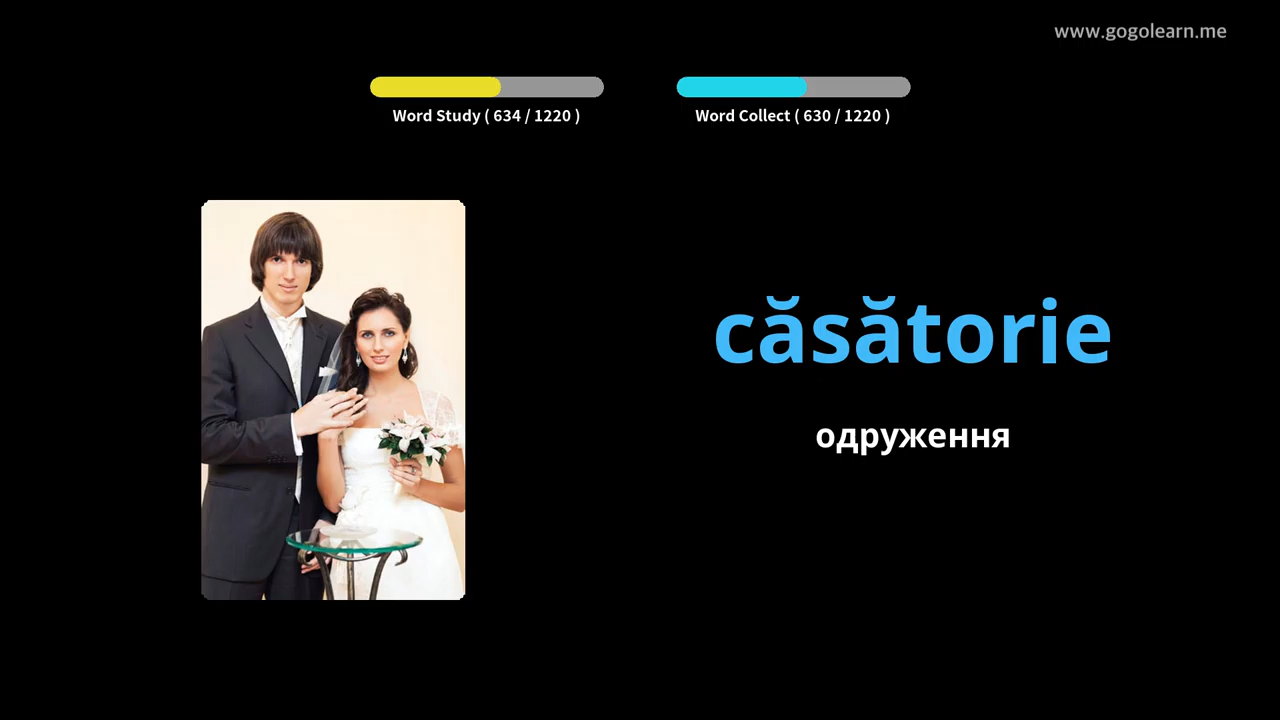 www.gogolearn.me
Word Study ( 634 / 1220 )
Word Collect ( 630 / 1220 )
căsătorie
одруження